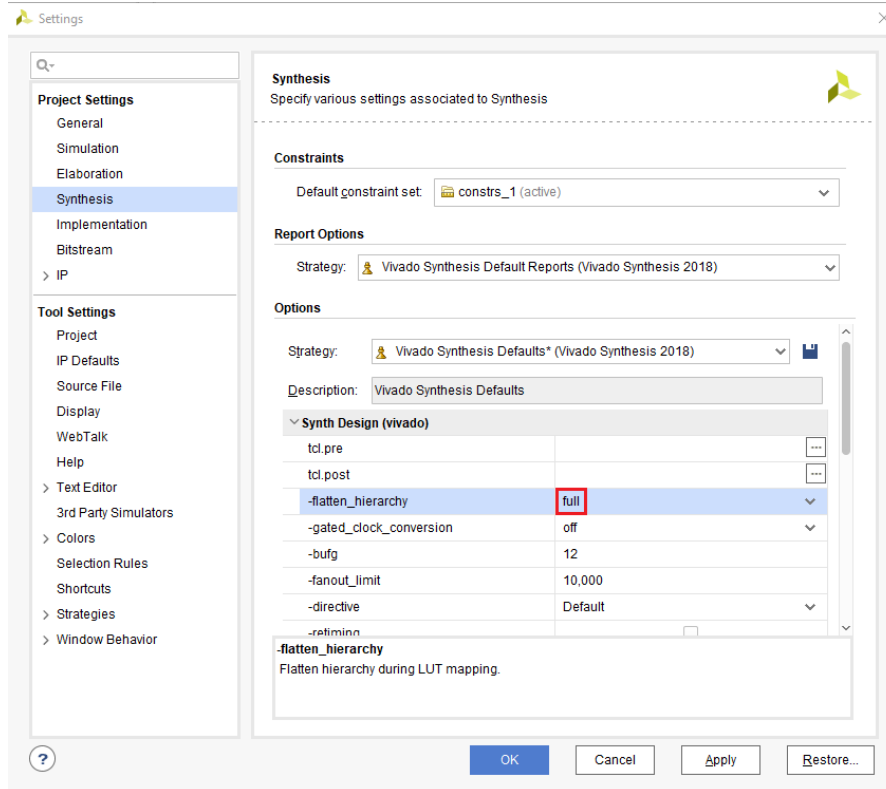 Settings
Project Settings
General
Simulation
Elaboration
Synthesis
Implementation
Bitstream
IP
Tool Settings
Project
IP Defaults
Source File
Display
WebTalk
Help
Text Editor
3rd Party Simulators
Colors
Selection Rules
Shortcuts
Strategies
Window Behavior
Synthesis
Specify various settings associated to Synthesis
Constraints
Default constraint set: constrs_1 (active)
Report Options
Strategy: Vivado Synthesis Default Reports (Vivado Synthesis 2018)
Options
Strategy: Vivado Synthesis Defaults* (Vivado Synthesis 2018)
Description: Vivado Synthesis Defaults
Synth Design (vivado)
tcl.pre ...
tcl.post ...
-flatten_hierarchy full
-gated_clock_conversion off
-bufg 12
-fanout_limit 10,000
-directive Default
-retiming
-flatten_hierarchy
Flatten hierarchy during LUT mapping.
? OK Cancel Apply Restore...